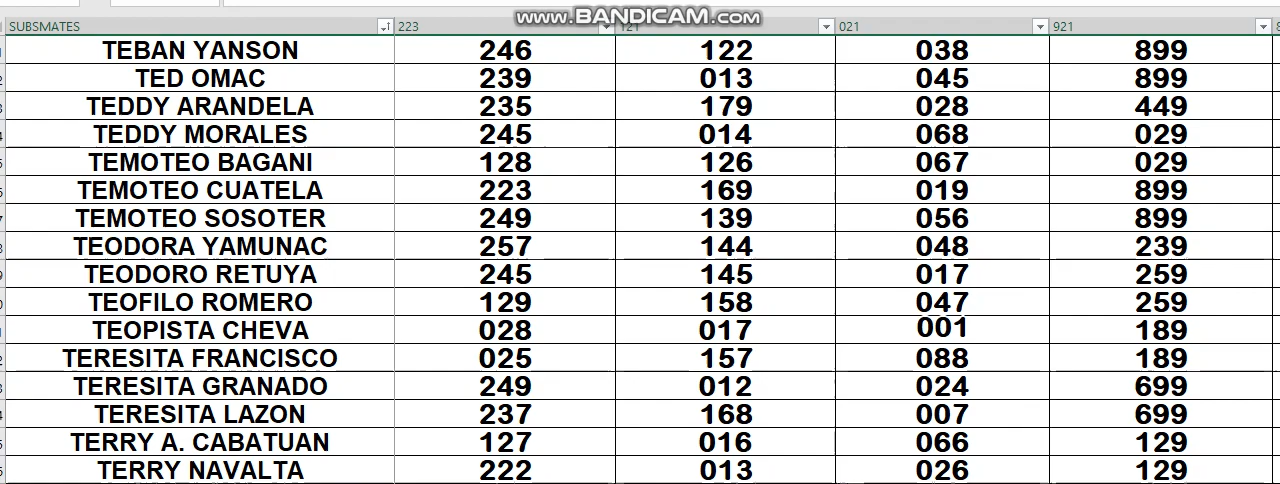 www.BANDICAM.com
SUBSMATES 223 121 021 921
TEBAN YANSON 246 122 038 899
TED OMAC 239 013 045 899
TEDDY ARANDELA 235 179 028 449
TEDDY MORALES 245 014 068 029
TEMOTEO BAGANI 128 126 067 029
TEMOTEO CUATELA 223 169 019 899
TEMOTEO SOSOTER 249 139 056 899
TEODORA YAMUNAC 257 144 048 239
TEODORO RETUYA 245 145 017 259
TEOFILO ROMERO 129 158 047 259
TEOPISTA CHEVA 028 017 001 189
TERESITA FRANCISCO 025 157 088 189
TERESITA GRANADO 249 012 024 699
TERESITA LAZON 237 168 007 699
TERRY A. CABATUAN 127 016 066 129
TERRY NAVALTA 222 013 026 129